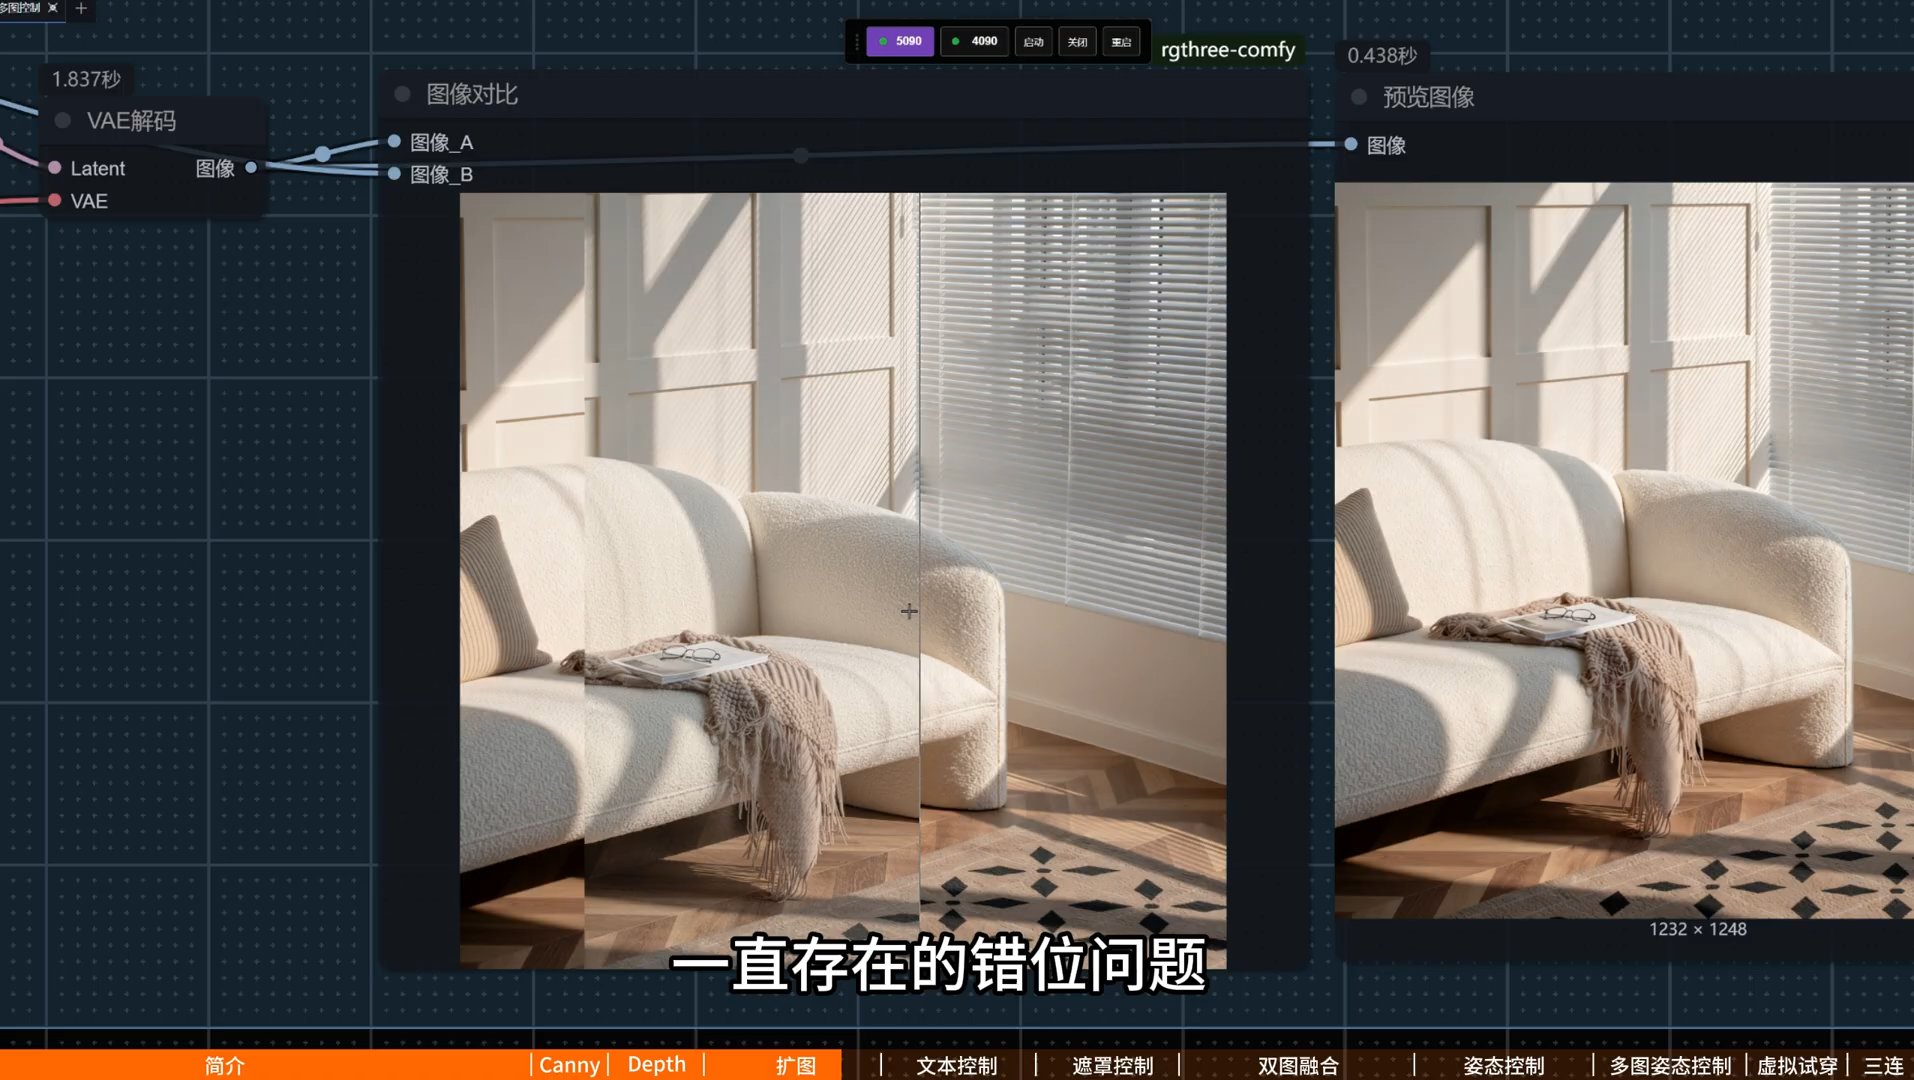 多图控制
5090
4090
启动
关闭
重启
rgthree-comfy
0.438秒
1.837秒
VAE解码
图像对比
预览图像
图像_A
图像
Latent
图像
图像_B
VAE
1232 × 1248
一直存在的错位问题
简介
Canny
Depth
扩图
文本控制
遮罩控制
双图融合
姿态控制
多图姿态控制
虚拟试穿
三连